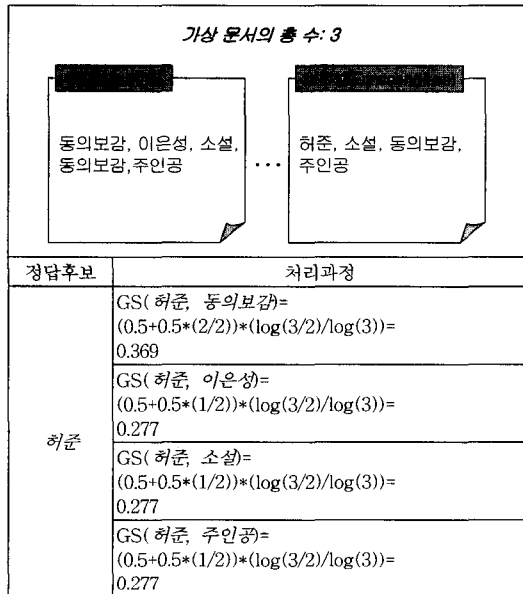 가상 문서의 총 수: 3
동의보감, 이은성, 소설,
동의보감,주인공
...
허준, 소설, 동의보감,
주인공
정답후보 처리과정
허준
GS(허준, 동의보감)=
(0.5+0.5*(2/2))*(log(3/2)/log(3))=
0.369
GS(허준, 이은성)=
(0.5+0.5*(1/2))*(log(3/2)/log(3))=
0.277
GS(허준, 소설)=
(0.5+0.5*(1/2))*(log(3/2)/log(3))=
0.277
GS(허준, 주인공)=
(0.5+0.5*(1/2))*(log(3/2)/log(3))=
0.277